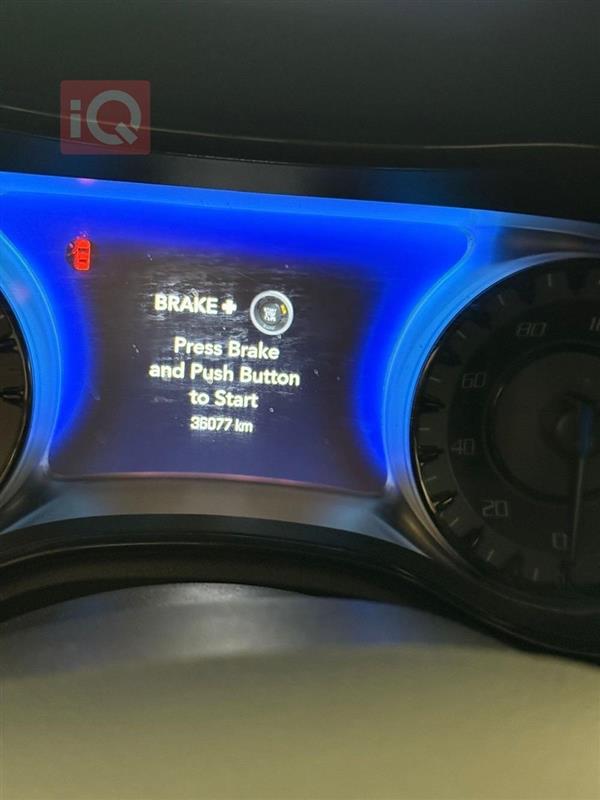 iQ
BRAKE +
Press Brake
and Push Button
to Start
36077 km
80
60
40
20
0